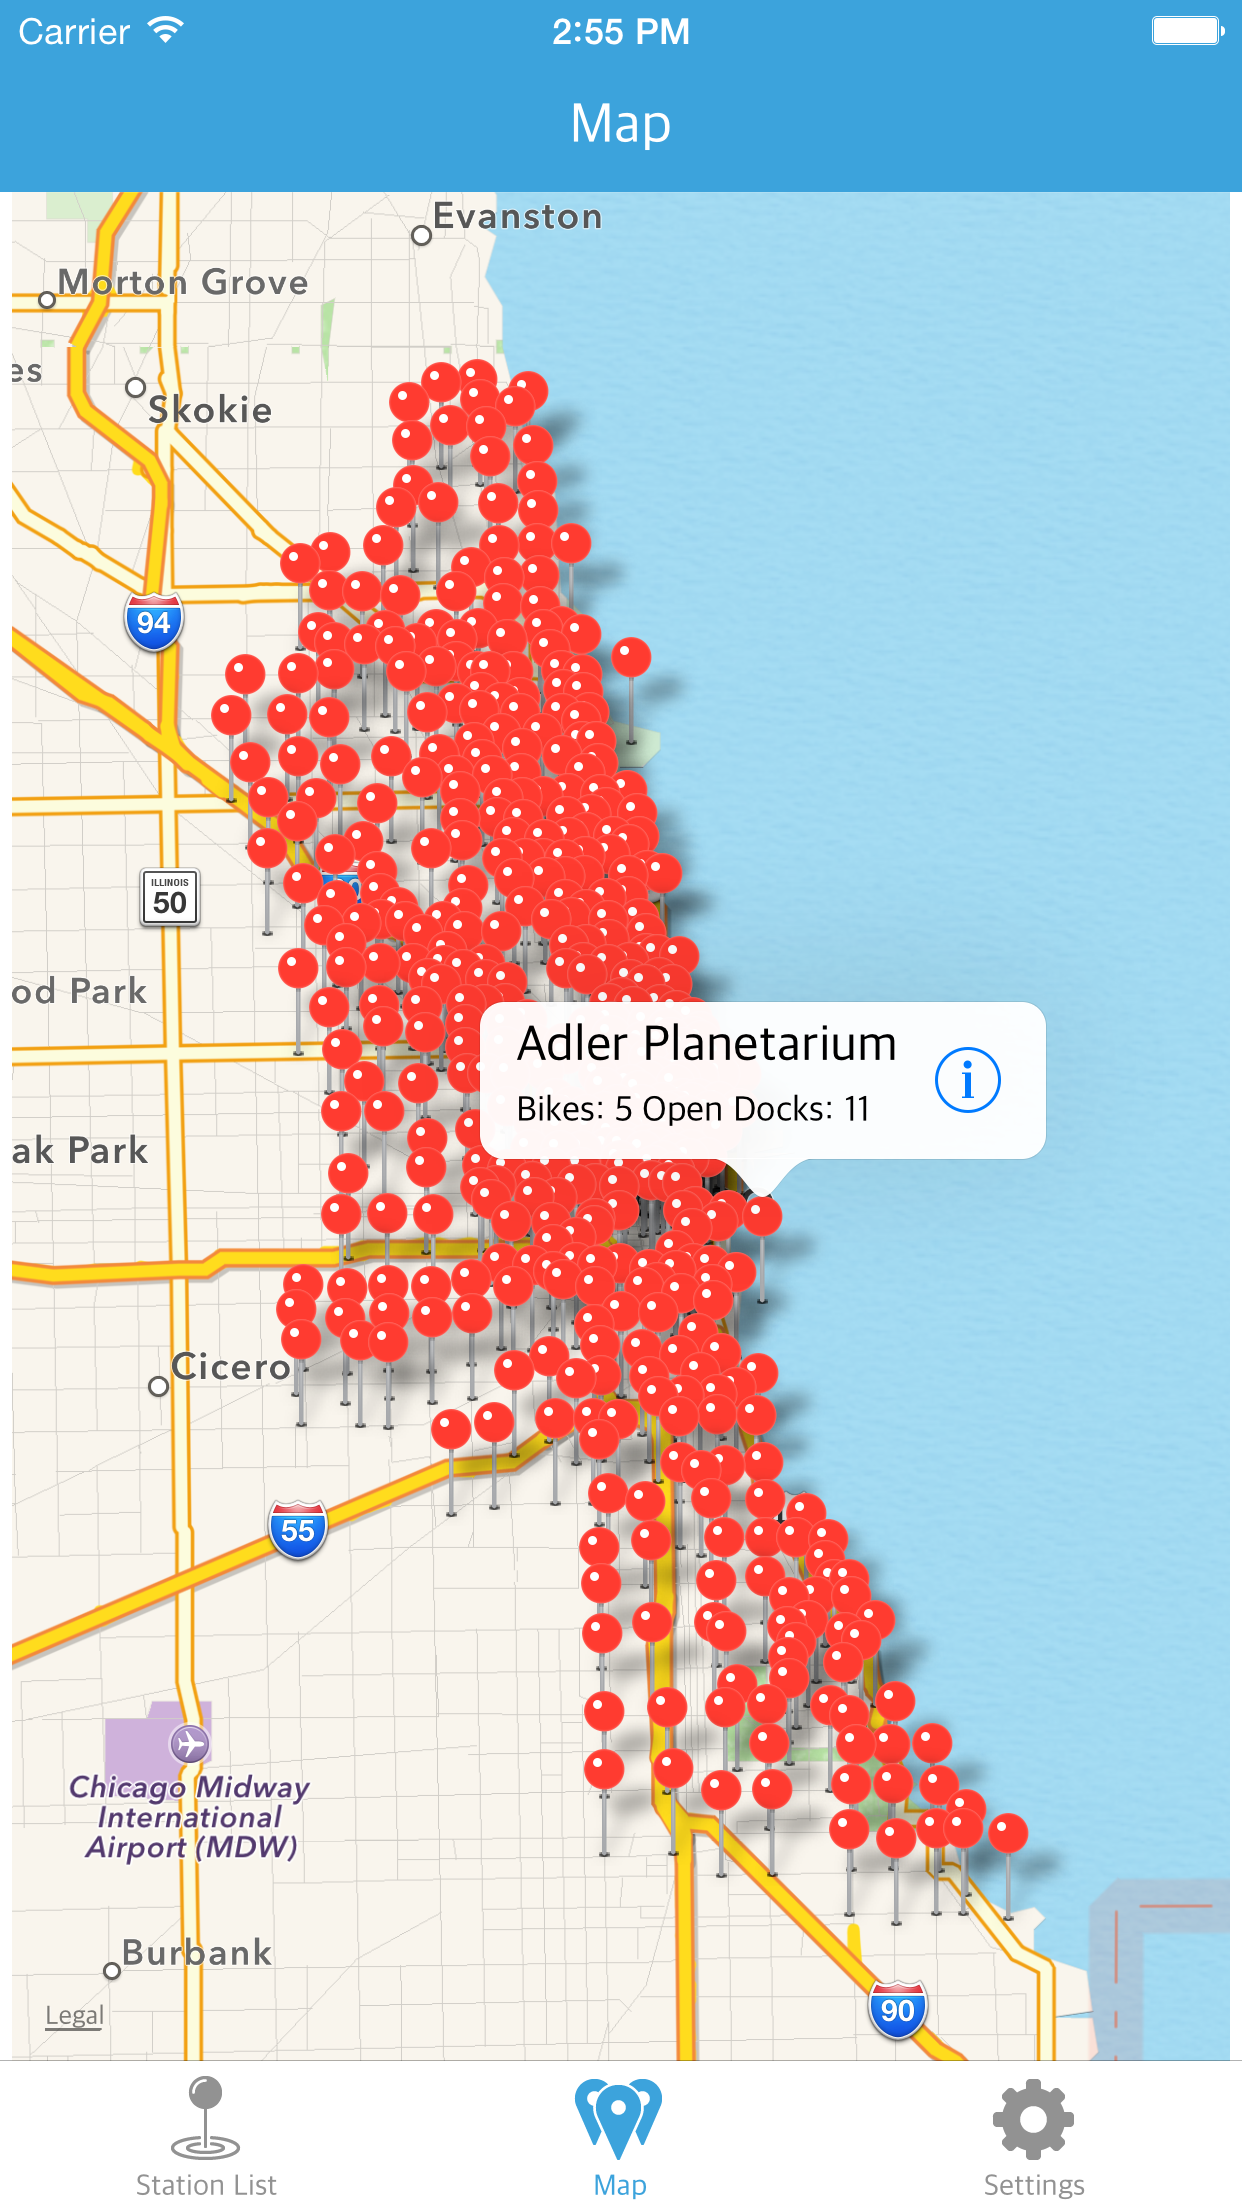 Carrier 2:55 PM
Map
Evanston
Morton Grove
es
Skokie
94
ILLINOIS
50
od Park
Adler Planetarium
Bikes: 5 Open Docks: 11
ak Park
Cicero
55
Chicago Midway
International
Airport (MDW)
Burbank
90
Legal
Station List Map Settings